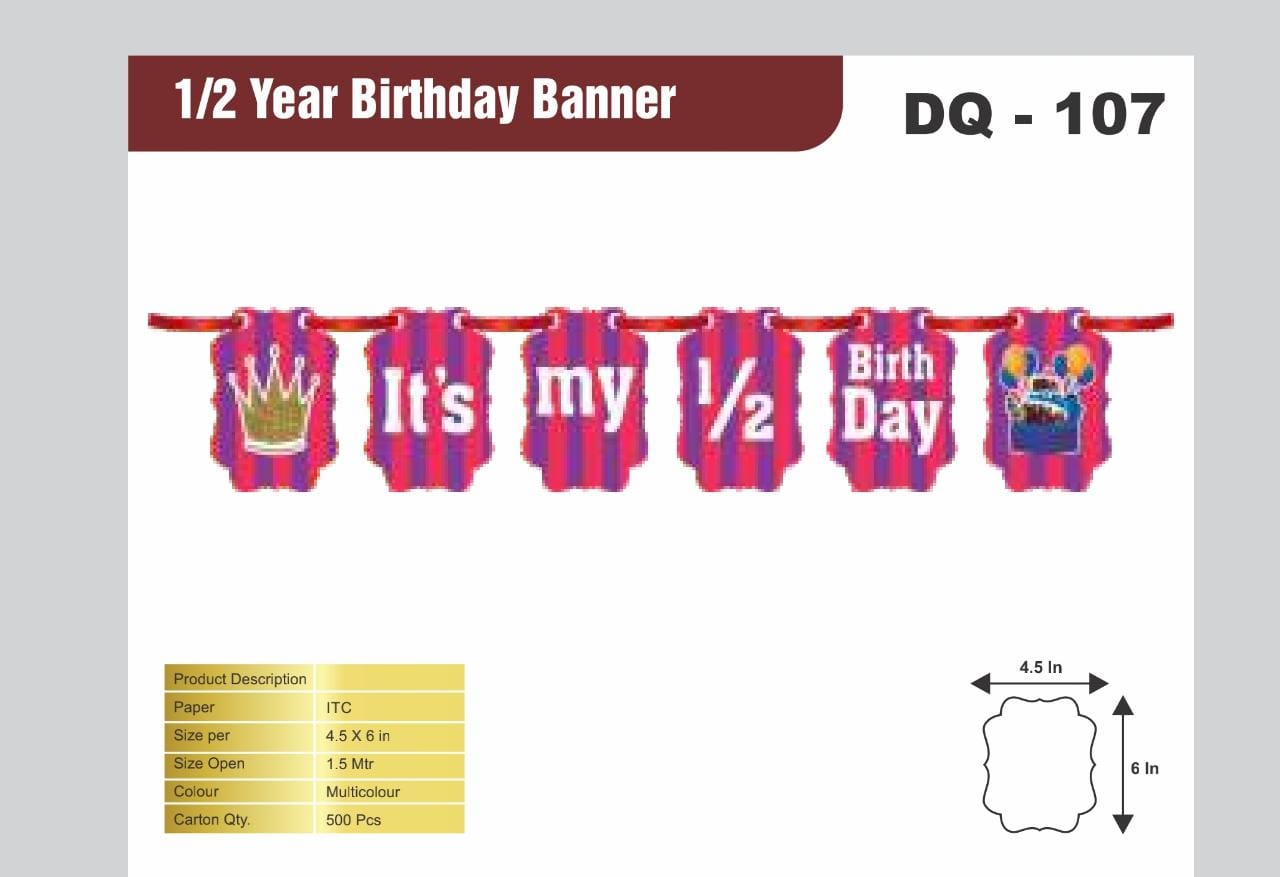 1/2 Year Birthday Banner
DQ - 107
It's
my
1/2
Birth
Day
Product Description
Paper ITC
Size per 4.5 X 6 in
Size Open 1.5 Mtr
Colour Multicolour
Carton Qty. 500 Pcs
4.5 In
6 In